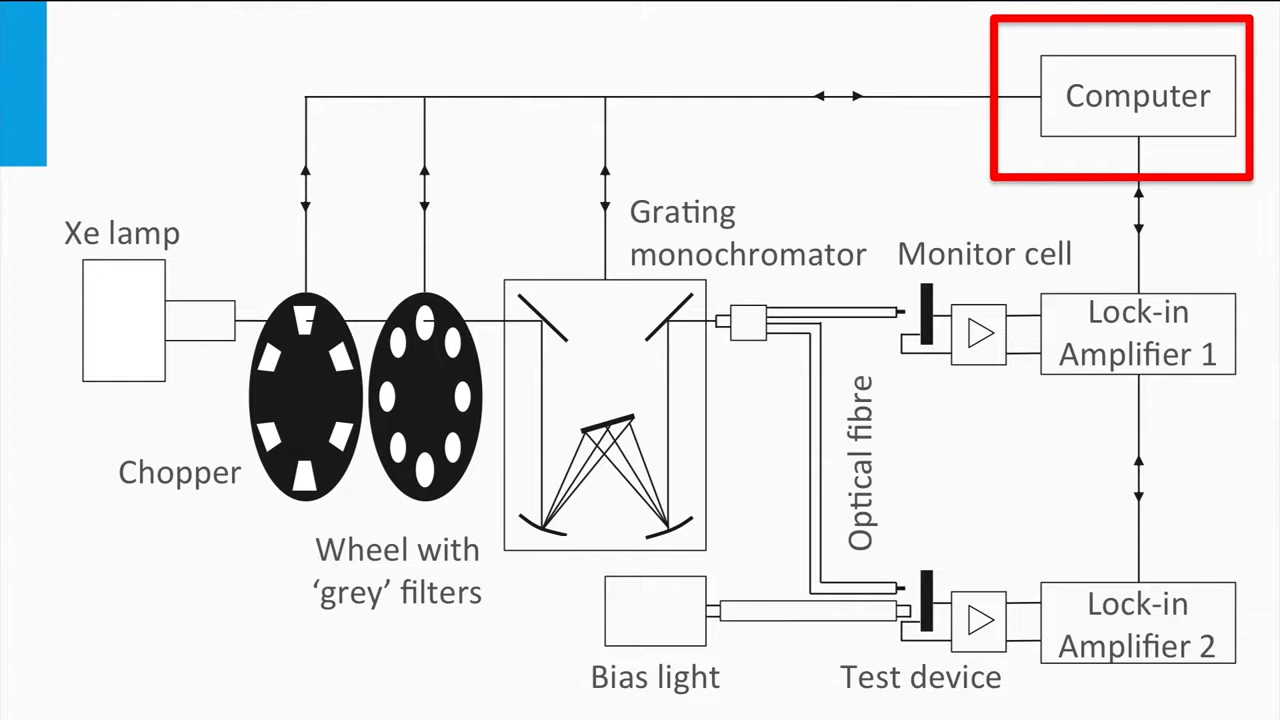 Computer
Xe lamp
Grating
monochromator
Monitor cell
Lock-in
Amplifier 1
Chopper
Optical fibre
Wheel with
‘grey’ filters
Lock-in
Amplifier 2
Bias light
Test device